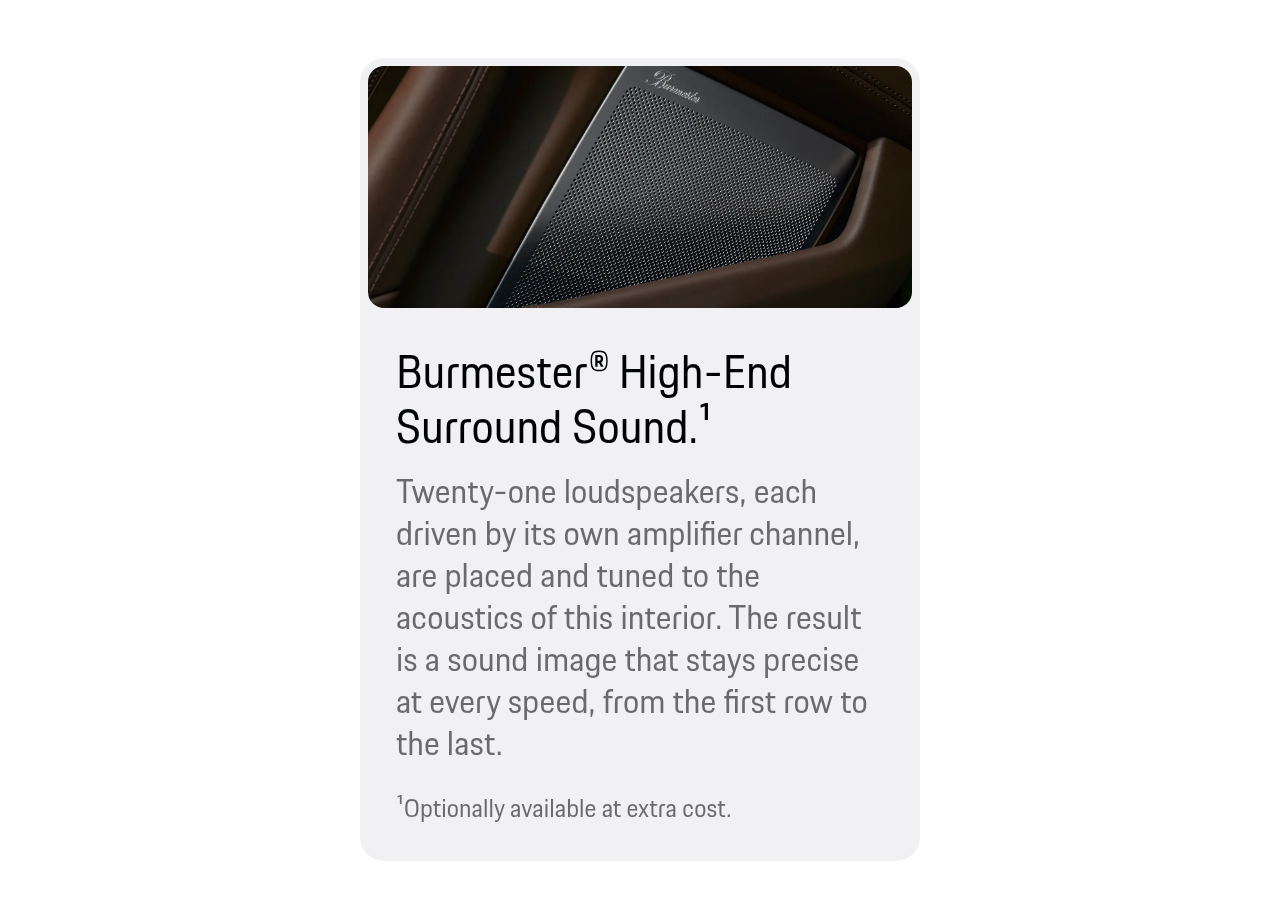 Burmester
Burmester® High-End
Surround Sound.¹
Twenty-one loudspeakers, each
driven by its own amplifier channel,
are placed and tuned to the
acoustics of this interior. The result
is a sound image that stays precise
at every speed, from the first row to
the last.
¹Optionally available at extra cost.